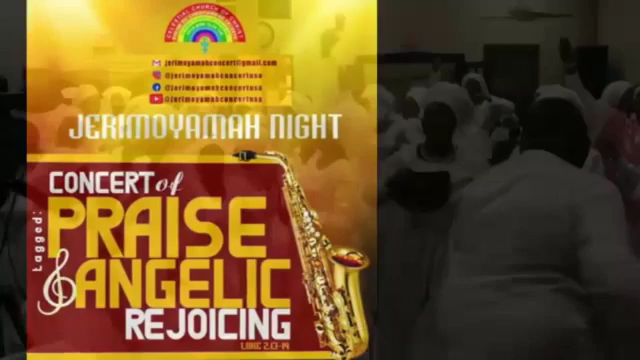 CELESTIAL CHURCH OF CHRIST
jerimoyamahconcert@gmail.com
@jerimoyamahconcertusa
@jerimoyamahconcertusa
@jerimoyamahconcertusa
JERIMOYAMAH NIGHT
Tagged:
CONCERT of
PRAISE
& ANGELIC
REJOICING
LUKE 2:13-14